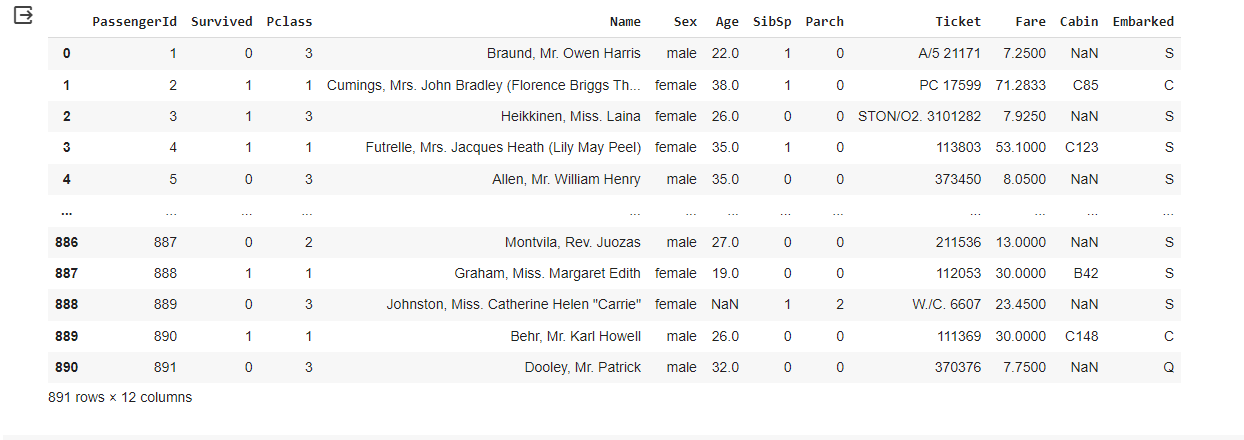 PassengerId Survived Pclass Name Sex Age SibSp Parch Ticket Fare Cabin Embarked
0 1 0 3 Braund, Mr. Owen Harris male 22.0 1 0 A/5 21171 7.2500 NaN S
1 2 1 1 Cumings, Mrs. John Bradley (Florence Briggs Th... female 38.0 1 0 PC 17599 71.2833 C85 C
2 3 1 3 Heikkinen, Miss. Laina female 26.0 0 0 STON/O2. 3101282 7.9250 NaN S
3 4 1 1 Futrelle, Mrs. Jacques Heath (Lily May Peel) female 35.0 1 0 113803 53.1000 C123 S
4 5 0 3 Allen, Mr. William Henry male 35.0 0 0 373450 8.0500 NaN S
... ... ... ... ... ... ... ... ... ... ... ... ...
886 887 0 2 Montvila, Rev. Juozas male 27.0 0 0 211536 13.0000 NaN S
887 888 1 1 Graham, Miss. Margaret Edith female 19.0 0 0 112053 30.0000 B42 S
888 889 0 3 Johnston, Miss. Catherine Helen "Carrie" female NaN 1 2 W./C. 6607 23.4500 NaN S
889 890 1 1 Behr, Mr. Karl Howell male 26.0 0 0 111369 30.0000 C148 C
890 891 0 3 Dooley, Mr. Patrick male 32.0 0 0 370376 7.7500 NaN Q
891 rows × 12 columns